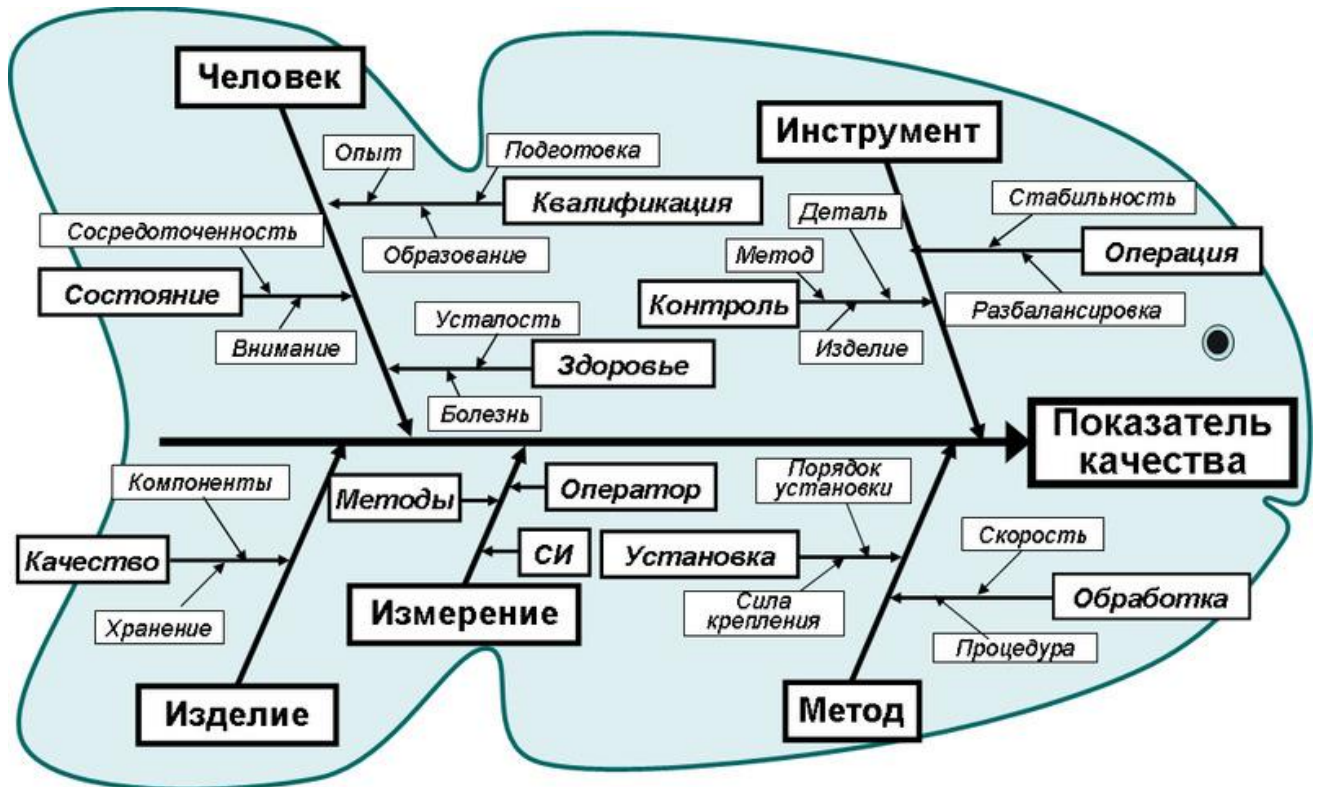 Человек
Инструмент
Опыт
Подготовка
Квалификация
Образование
Сосредоточенность
Состояние
Внимание
Усталость
Здоровье
Болезнь
Деталь
Метод
Контроль
Изделие
Стабильность
Операция
Разбалансировка
Показатель
качества
Компоненты
Качество
Хранение
Изделие
Методы
Оператор
СИ
Измерение
Порядок
установки
Установка
Сила
крепления
Скорость
Обработка
Процедура
Метод